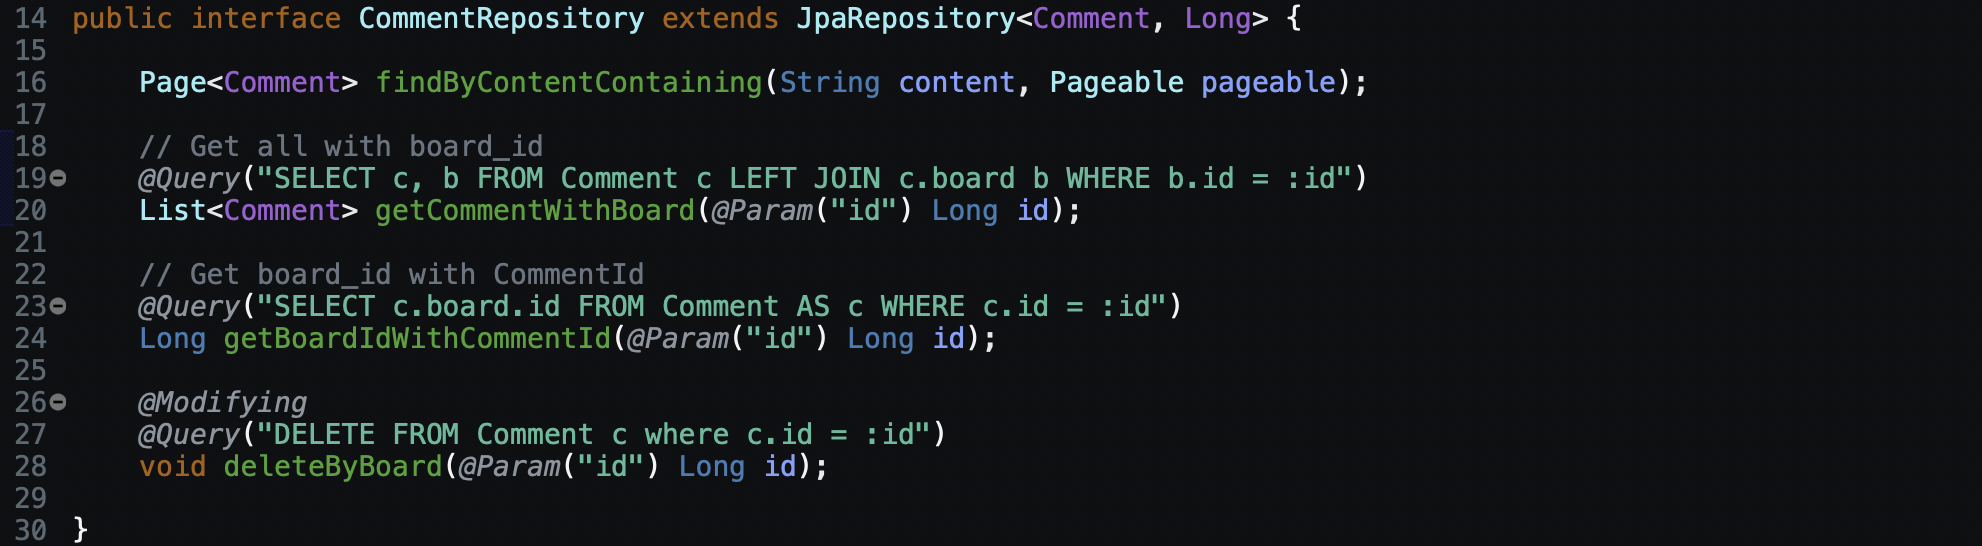 14 public interface CommentRepository extends JpaRepository<Comment, Long> {
15
16     Page<Comment> findByContentContaining(String content, Pageable pageable);
17
18     // Get all with board_id
19     @Query("SELECT c, b FROM Comment c LEFT JOIN c.board b WHERE b.id = :id")
20     List<Comment> getCommentWithBoard(@Param("id") Long id);
21
22     // Get board_id with CommentId
23     @Query("SELECT c.board.id FROM Comment AS c WHERE c.id = :id")
24     Long getBoardIdWithCommentId(@Param("id") Long id);
25
26     @Modifying
27     @Query("DELETE FROM Comment c where c.id = :id")
28     void deleteByBoard(@Param("id") Long id);
29
30 }